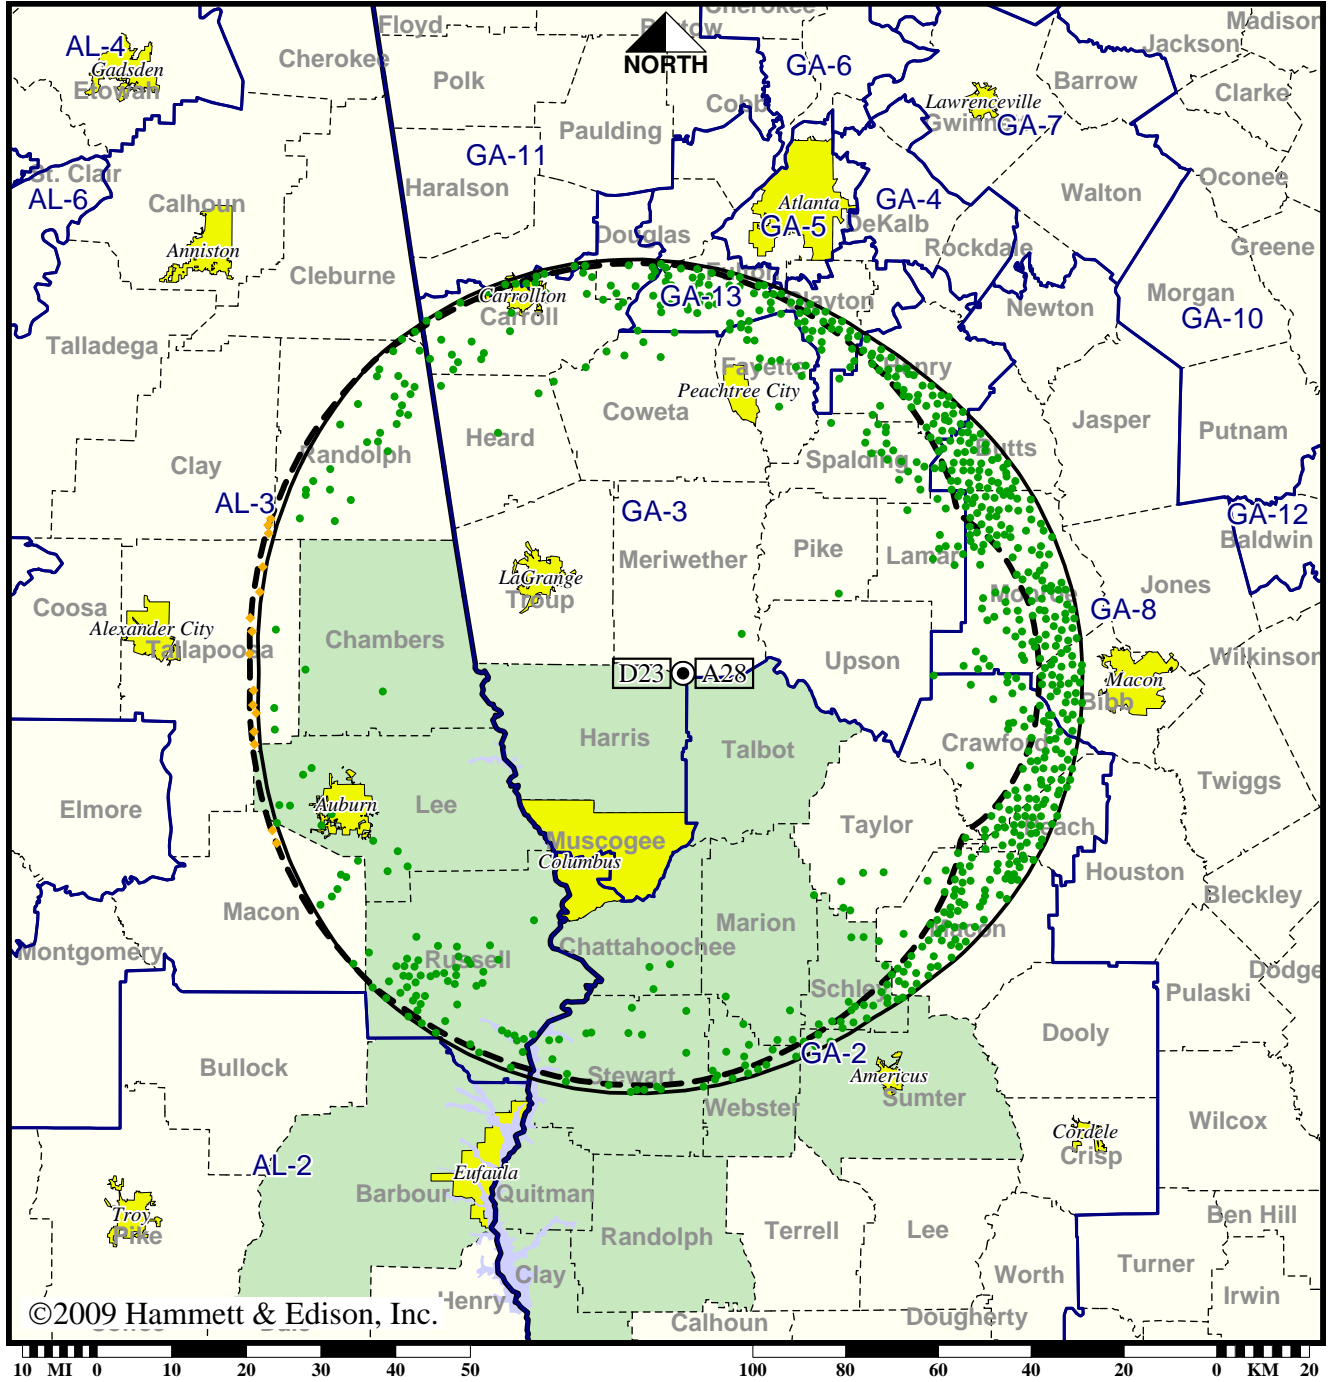 Floyd
Cherokee
Madison
AL-4
Gadsden
Etowah
Cherokee
Polk
NORTH
GA-6
Jackson
Barrow
Clarke
Cobb
Lawrenceville
Gwinnett
GA-7
Paulding
GA-11
St. Clair
AL-6
Calhoun
Haralson
Oconee
Walton
Atlanta
GA-4
GA-5
DeKalb
Douglas
Rockdale
Greene
Anniston
Cleburne
Fulton
Carrollton
Carroll
GA-13
Clayton
Newton
Morgan
GA-10
Talladega
Fayette
Henry
Peachtree City
Coweta
Jasper
Putnam
Heard
Randolph
Clay
Spalding
Butts
AL-3
GA-3
GA-12
Baldwin
Meriwether
Pike
Lamar
LaGrange
Troup
Monroe
Jones
GA-8
Coosa
Alexander City
Tallapoosa
Chambers
Upson
Wilkinson
D23
A28
Macon
Bibb
Harris
Talbot
Crawford
Twiggs
Elmore
Auburn
Lee
Taylor
Peach
Muscogee
Columbus
Houston
Bleckley
Macon
Marion
Macon
Montgomery
Russell
Chattahoochee
Dodge
Schley
Pulaski
Dooly
GA-2
Bullock
Stewart
Americus
Sumter
Webster
Wilcox
Cordele
Crisp
AL-2
Eufaula
Barbour
Quitman
Troy
Pike
Randolph
Terrell
Lee
Ben Hill
Turner
Clay
Worth
Irwin
Henry
©2009 Hammett & Edison, Inc.
Calhoun
Dougherty
10 MI 0 10 20 30 40 50
100 80 60 40 20 0 KM 20